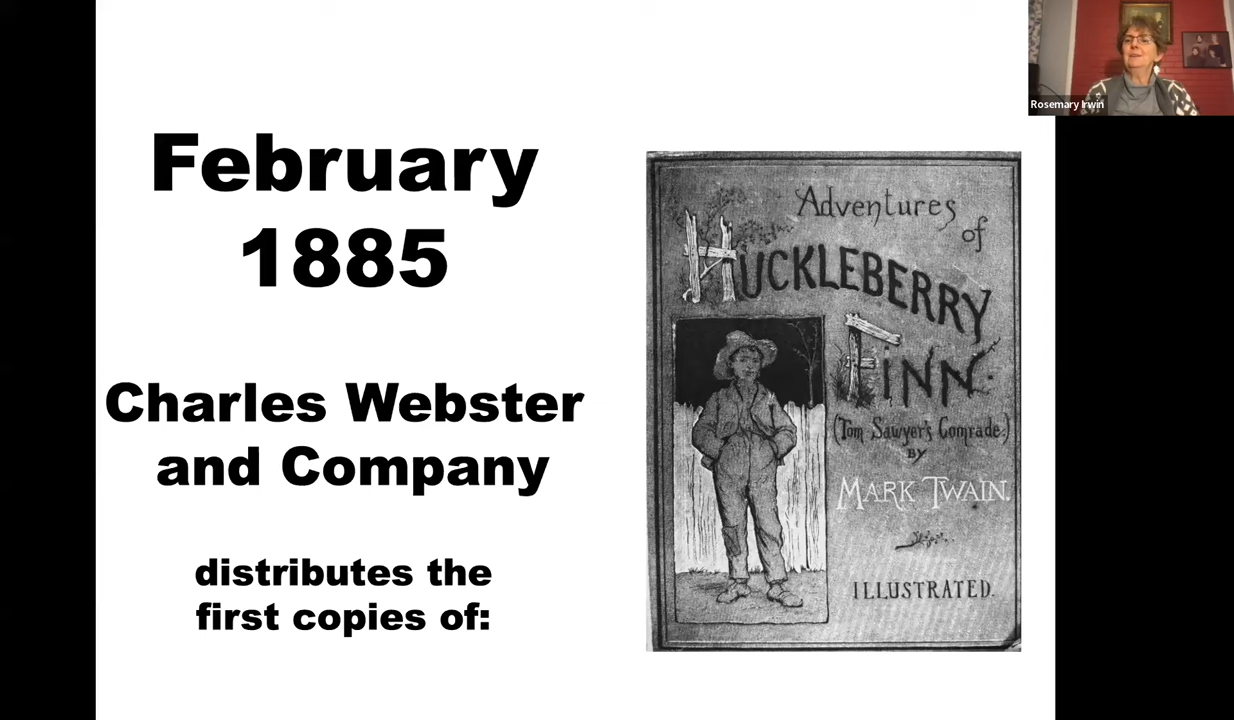 February
1885
Charles Webster
and Company
distributes the
first copies of:
Adventures
of
HUCKLEBERRY
FINN.
(Tom Sawyer's Comrade.)
BY
MARK TWAIN.
ILLUSTRATED.
Rosemary Irwin